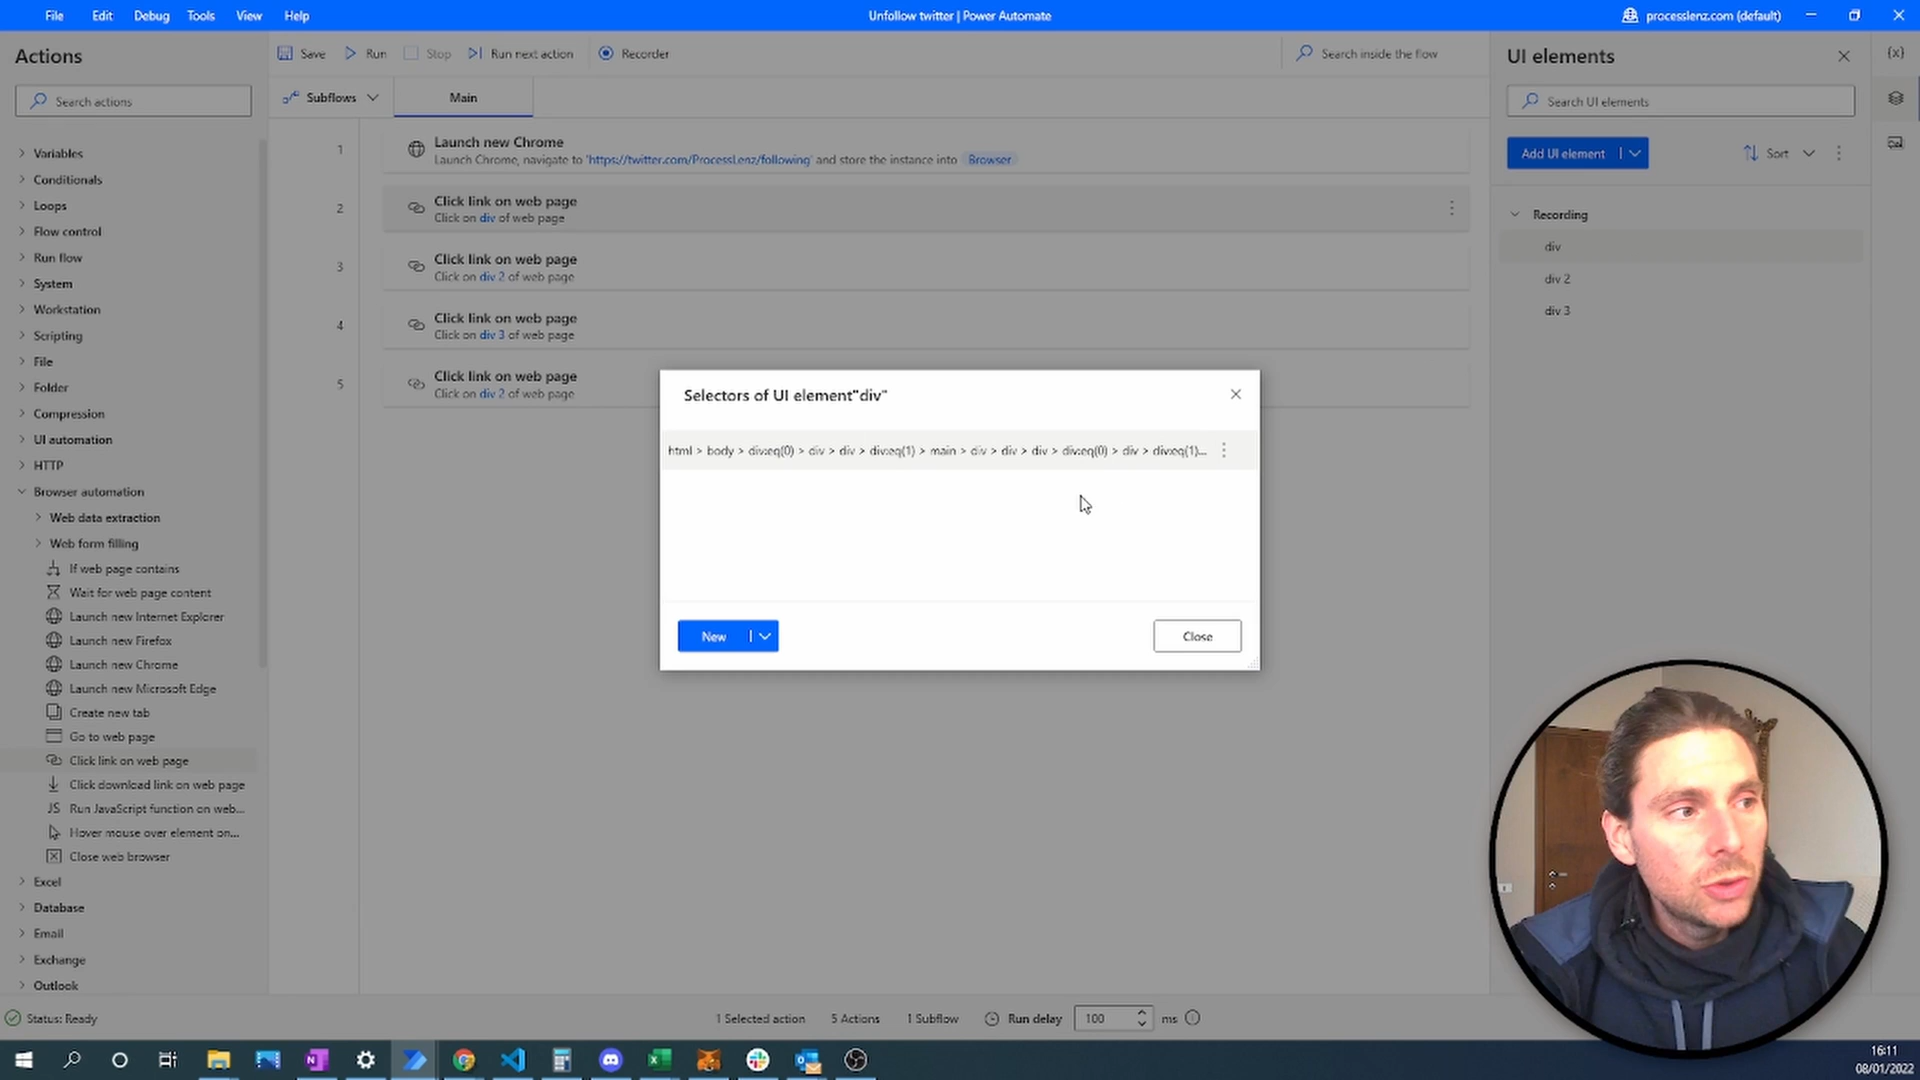 File Edit Debug Tools View Help
Unfollow twitter | Power Automate
processlenz.com (default)
Actions
Search actions
Variables
Conditionals
Loops
Flow control
Run flow
System
Workstation
Scripting
File
Folder
Compression
UI automation
HTTP
Browser automation
Web data extraction
Web form filling
If web page contains
Wait for web page content
Launch new Internet Explorer
Launch new Firefox
Launch new Chrome
Launch new Microsoft Edge
Create new tab
Go to web page
Click link on web page
Click download link on web page
JS Run JavaScript function on web...
Hover mouse over element on...
Close web browser
Excel
Database
Email
Exchange
Outlook
Save Run Stop Run next action Recorder
Search inside the flow
Subflows Main
1 Launch new Chrome
Launch Chrome, navigate to 'https://twitter.com/ProcessLenz/following' and store the instance into Browser
2 Click link on web page
Click on div of web page
3 Click link on web page
Click on div 2 of web page
4 Click link on web page
Click on div 3 of web page
5 Click link on web page
Click on div 2 of web page
Selectors of UI element"div"
html > body > div:eq(0) > div > div > div:eq(1) > main > div > div > div > div:eq(0) > div > div:eq(1)...
New Close
UI elements
{x}
Search UI elements
Add UI element Sort
Recording
div
div 2
div 3
Status: Ready
1 Selected action 5 Actions 1 Subflow Run delay 100 ms
16:11
08/01/2022